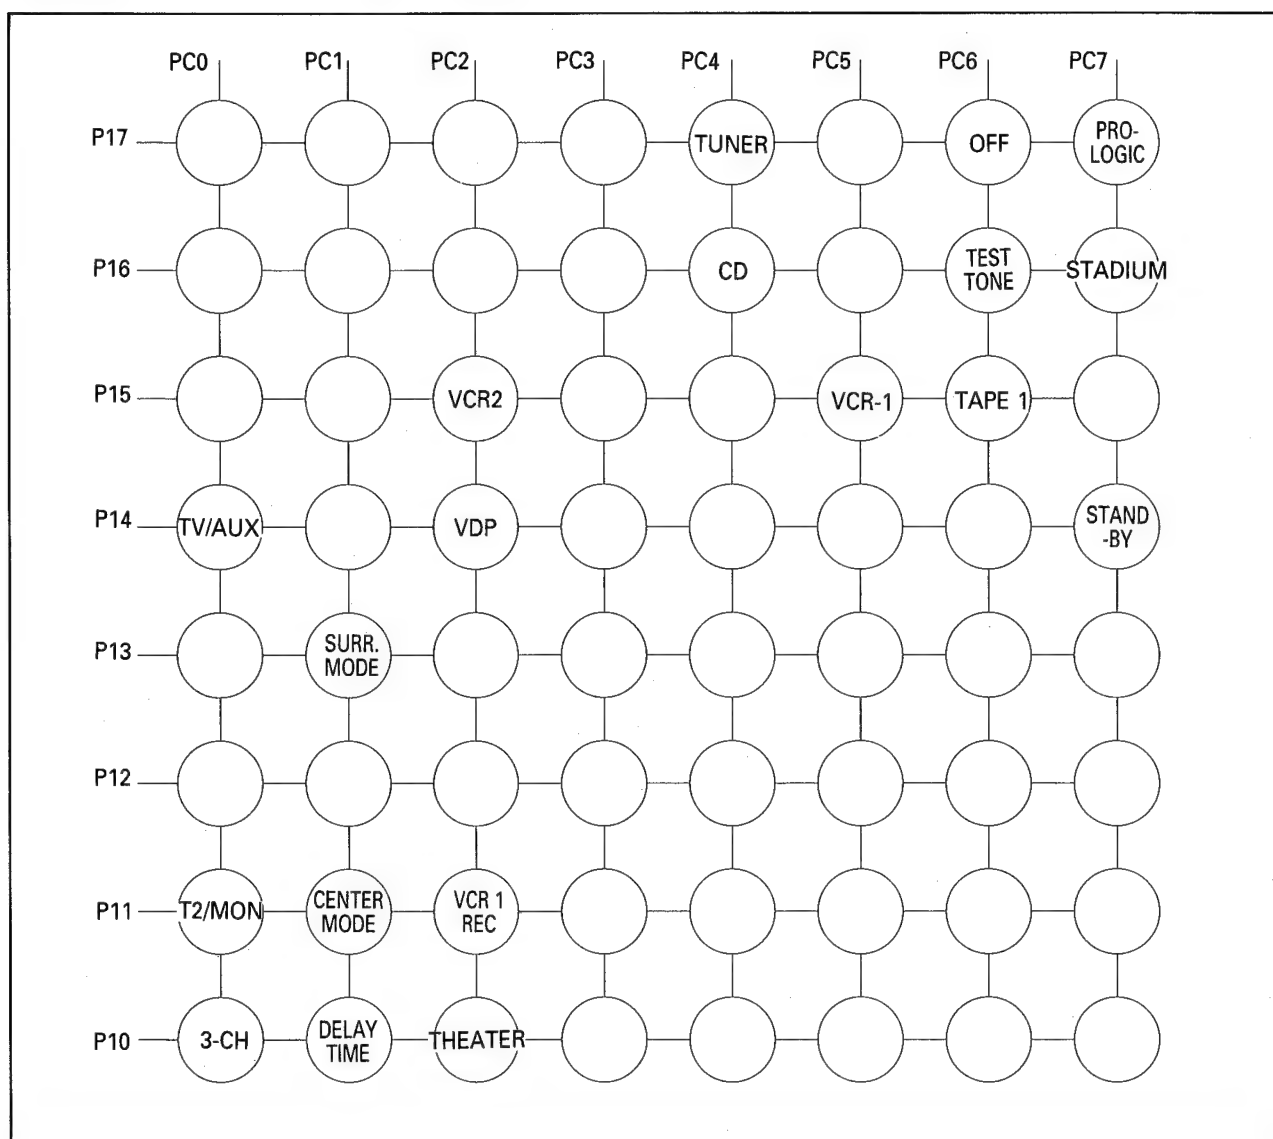 PC0 PC1 PC2 PC3 PC4 PC5 PC6 PC7
P17 TUNER OFF PRO-
LOGIC
P16 CD TEST
TONE STADIUM
P15 VCR2 VCR-1 TAPE 1
P14 TV/AUX VDP STAND
-BY
P13 SURR.
MODE
P12
P11 T2/MON CENTER
MODE VCR 1
REC
P10 3-CH DELAY
TIME THEATER